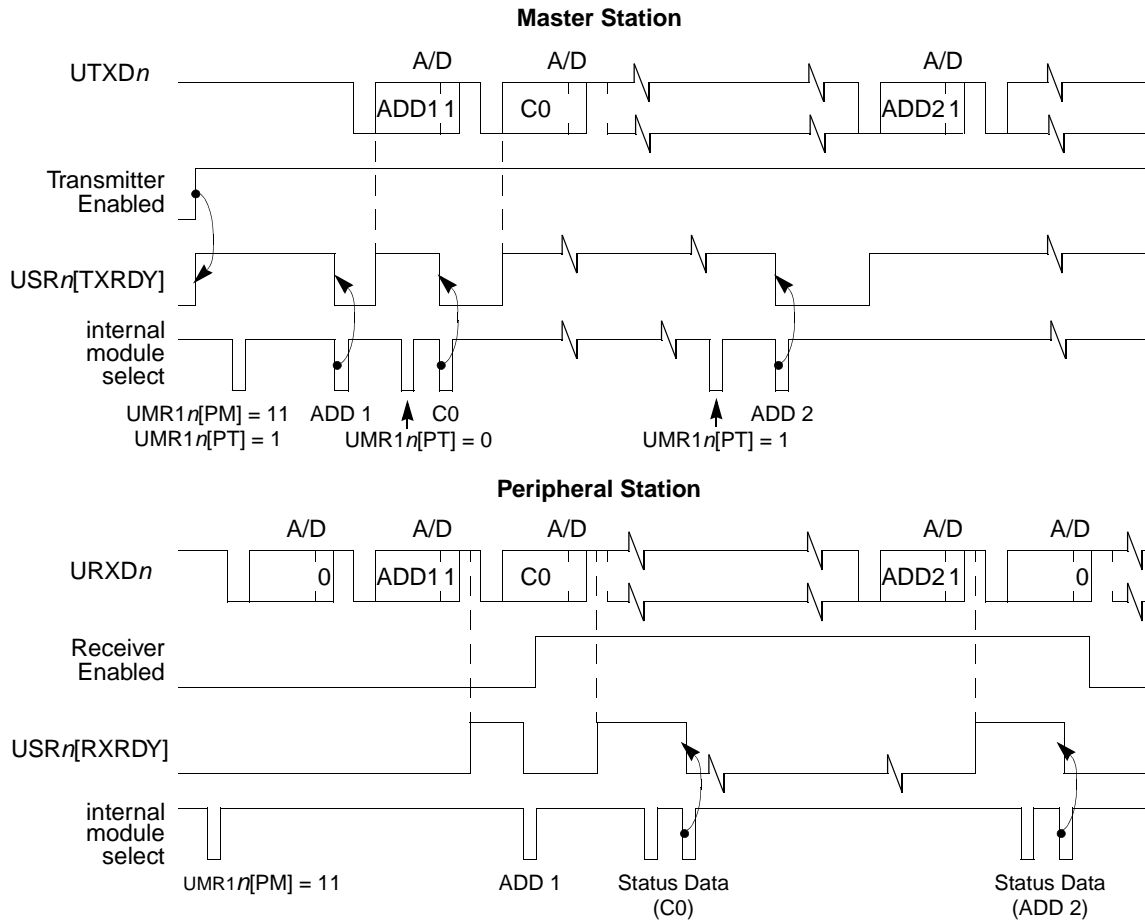 Master Station
A/D A/D A/D
UTXDn
ADD1 1 C0 ADD2 1
Transmitter
Enabled
USRn[TXRDY]
internal
module
select
UMR1n[PM] = 11 ADD 1 C0 ADD 2
UMR1n[PT] = 1 UMR1n[PT] = 0 UMR1n[PT] = 1
Peripheral Station
A/D A/D A/D A/D A/D
URXDn
0 ADD1 1 C0 ADD2 1 0
Receiver
Enabled
USRn[RXRDY]
internal
module
select
UMR1n[PM] = 11 ADD 1 Status Data Status Data
(C0) (ADD 2)